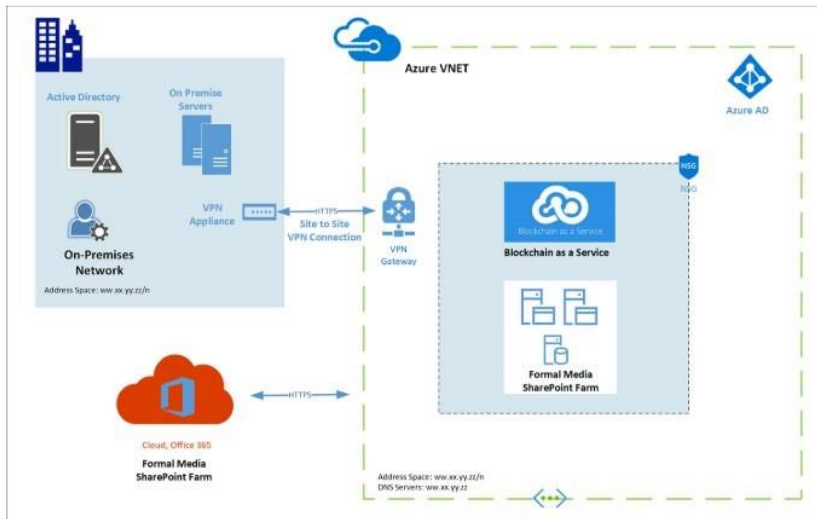 Azure VNET
Active Directory
On Premise
Servers
Azure AD
NSG
NSG
VPN
Appliance
HTTPS
Site to Site
VPN Connection
VPN
Gateway
Blockchain as a Service
Blockchain as a Service
On-Premises
Network
Address Space: ww.xx.yy.zz/n
Formal Media
SharePoint Farm
HTTPS
Cloud, Office 365
Formal Media
SharePoint Farm
Address Space: ww.xx.yy.zz/n
DNS Servers: ww.xx.yy.zz